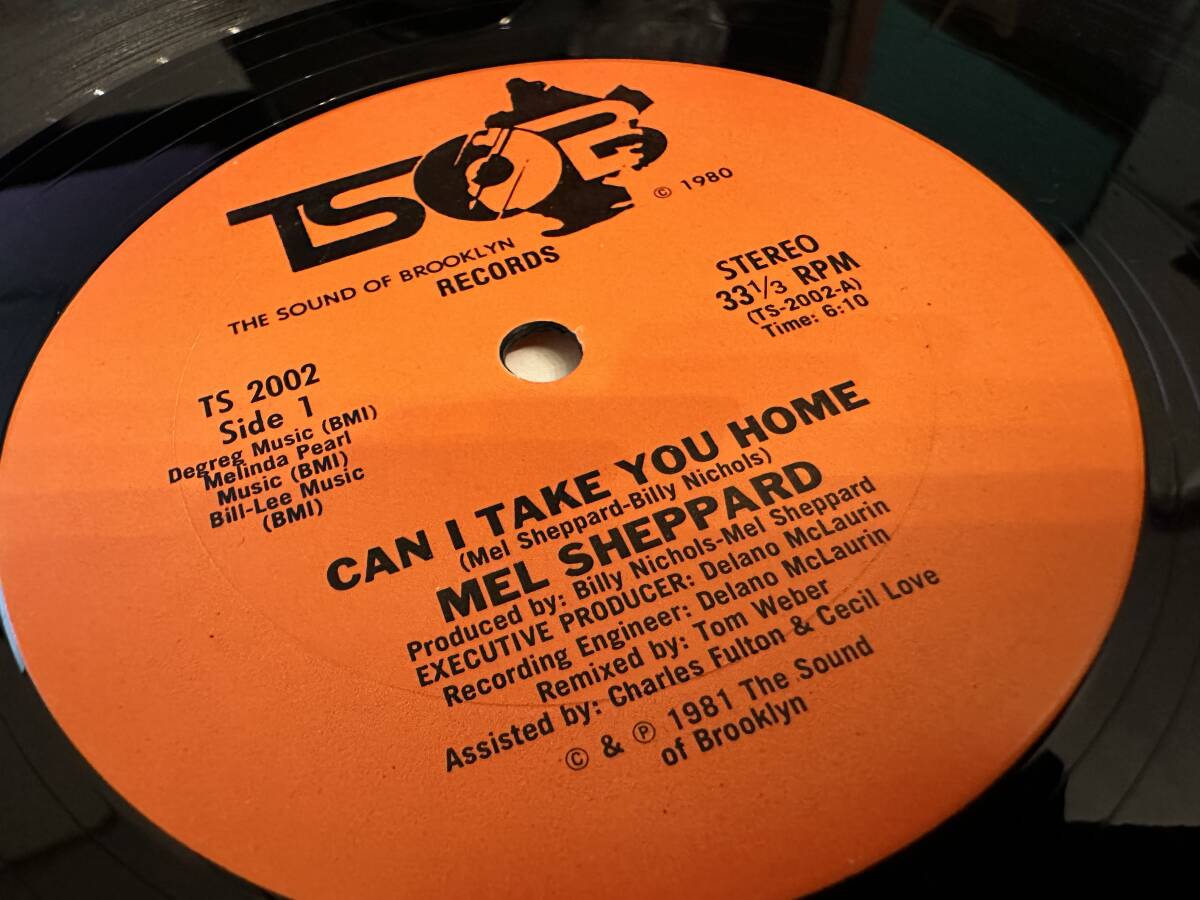 TSOB
© 1980
THE SOUND OF BROOKLYN
RECORDS
STEREO
33 1/3 RPM
(TS-2002-A)
Time: 6:10
TS 2002
Side 1
Degreg Music (BMI)
Melinda Pearl
Music (BMI)
Bill-Lee Music
(BMI)
CAN I TAKE YOU HOME
(Mel Sheppard-Billy Nichols)
MEL SHEPPARD
Produced by: Billy Nichols-Mel Sheppard
EXECUTIVE PRODUCER: Delano McLaurin
Recording Engineer: Delano McLaurin
Remixed by: Tom Weber
Assisted by: Charles Fulton & Cecil Love
© & ℗ 1981 The Sound
of Brooklyn